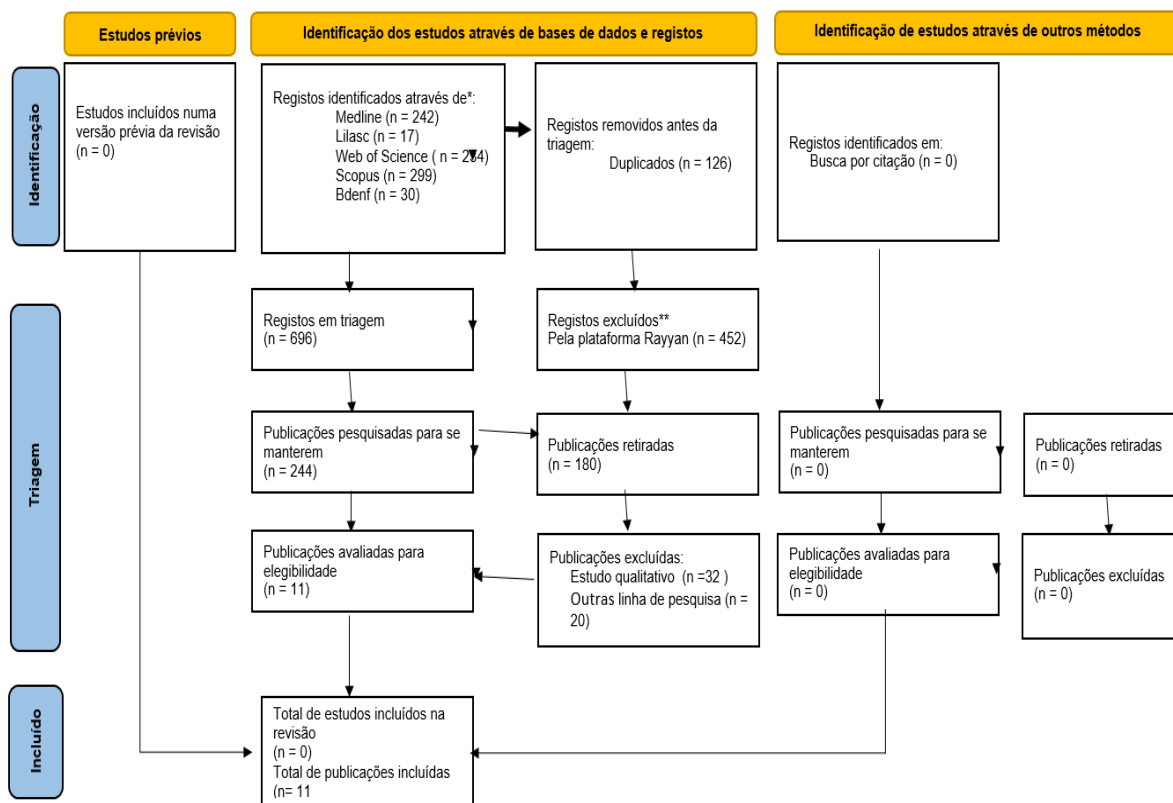 Estudos prévios
Identificação dos estudos através de bases de dados e registos
Identificação de estudos através de outros métodos
Identificação
Estudos incluídos numa
versão prévia da revisão
(n = 0)
Registos identificados através de*:
Medline (n = 242)
Lilasc (n = 17)
Web of Science ( n = 234)
Scopus (n = 299)
Bdenf (n = 30)
Registos removidos antes da
triagem:
Duplicados (n = 126)
Registos identificados em:
Busca por citação (n = 0)
Triagem
Registos em triagem
(n = 696)
Registos excluídos**
Pela plataforma Rayyan (n = 452)
Publicações pesquisadas para se
manterem
(n = 244)
Publicações retiradas
(n = 180)
Publicações pesquisadas para se
manterem
(n = 0)
Publicações retiradas
(n = 0)
Publicações avaliadas para
elegibilidade
(n = 11)
Publicações excluídas:
Estudo qualitativo (n =32 )
Outras linha de pesquisa (n =
20)
Publicações avaliadas para
elegibilidade
(n = 0)
Publicações excluídas
(n = 0)
Incluído
Total de estudos incluídos na
revisão
(n = 0)
Total de publicações incluídas
(n= 11